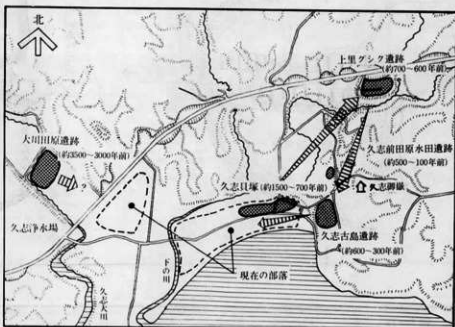 北
上里グシク遺跡
(約700~600年前)
大川田原遺跡
(約3500~3000年前)
?
久志前田原水田遺跡
(約500~100年前)
久志貝塚(約1500~700年前)
久志御嶽
久志浄水場
久志古島遺跡
(約600~300年前)
下の川
現在の部落
久志大川